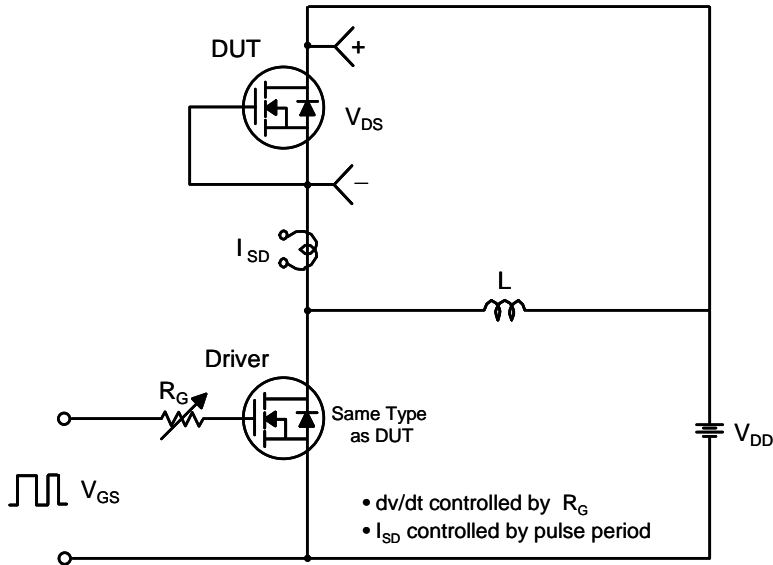 DUT
+
V_DS
−
I_SD
L
Driver
R_G
Same Type
as DUT
V_DD
V_GS
• dv/dt controlled by R_G
• I_SD controlled by pulse period